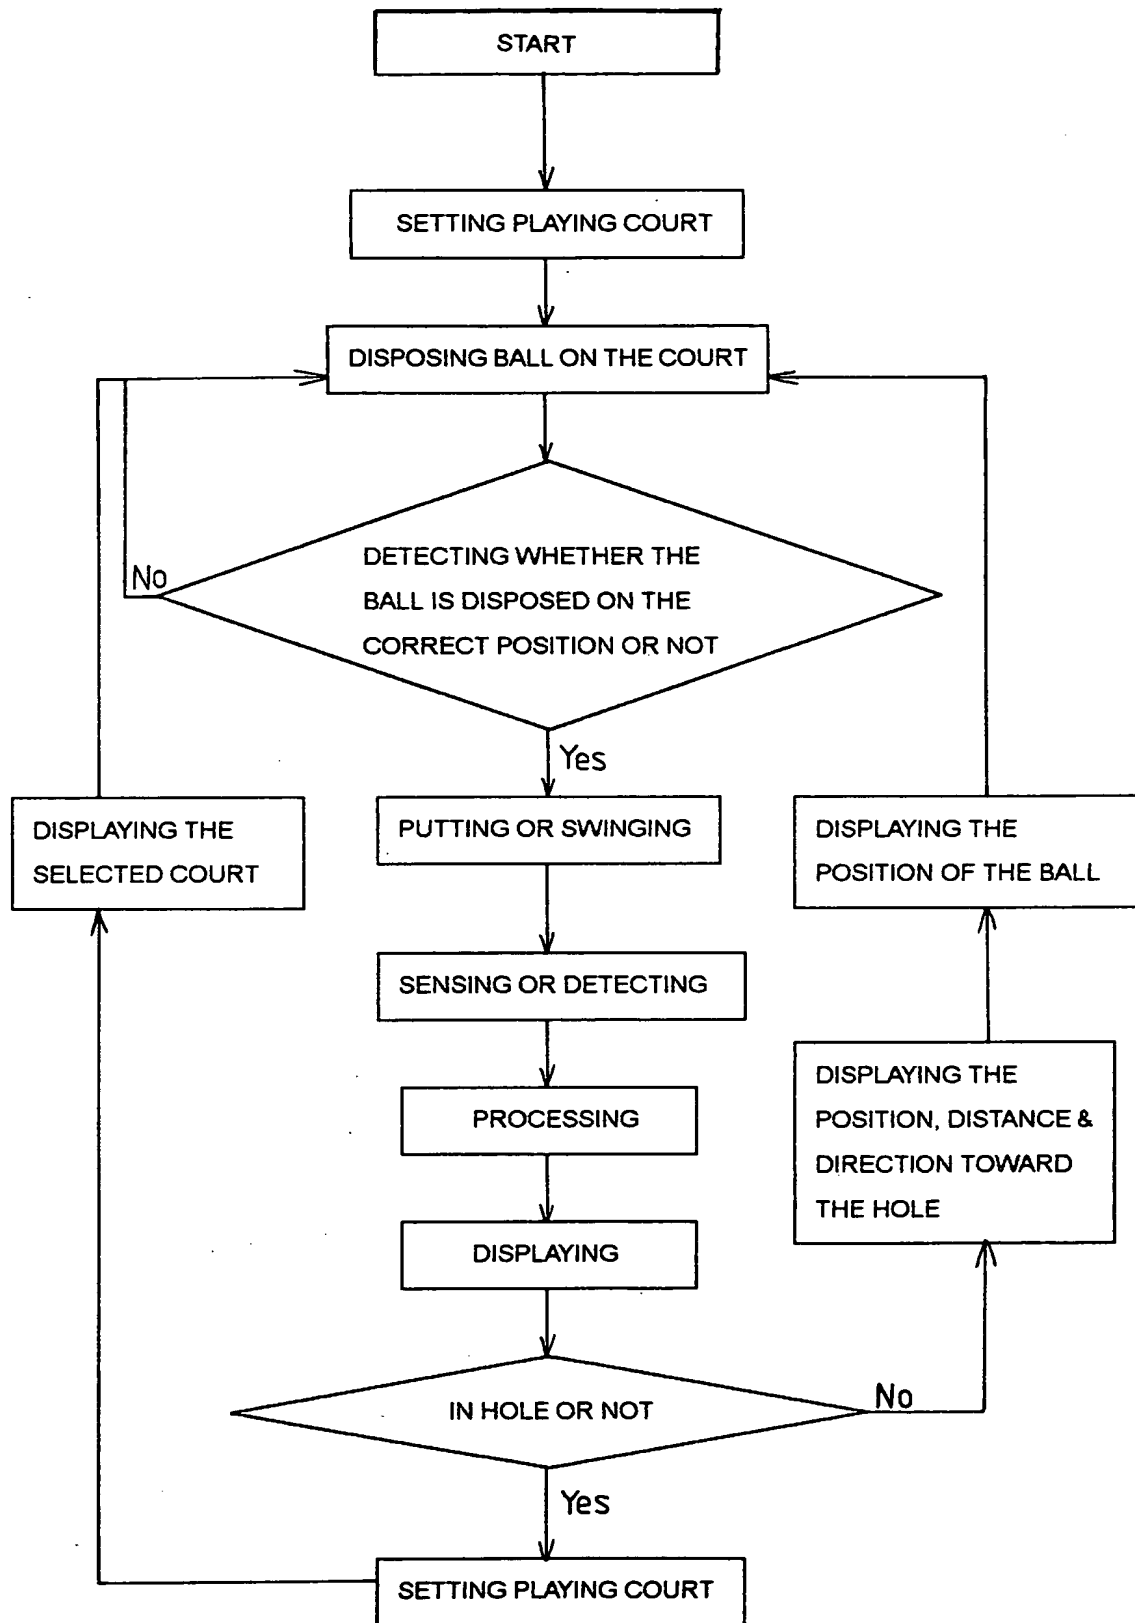 START
SETTING PLAYING COURT
DISPOSING BALL ON THE COURT
DETECTING WHETHER THE
BALL IS DISPOSED ON THE
CORRECT POSITION OR NOT
No
Yes
DISPLAYING THE
SELECTED COURT
PUTTING OR SWINGING
DISPLAYING THE
POSITION OF THE BALL
SENSING OR DETECTING
PROCESSING
DISPLAYING THE
POSITION, DISTANCE &
DIRECTION TOWARD
THE HOLE
DISPLAYING
IN HOLE OR NOT
No
Yes
SETTING PLAYING COURT